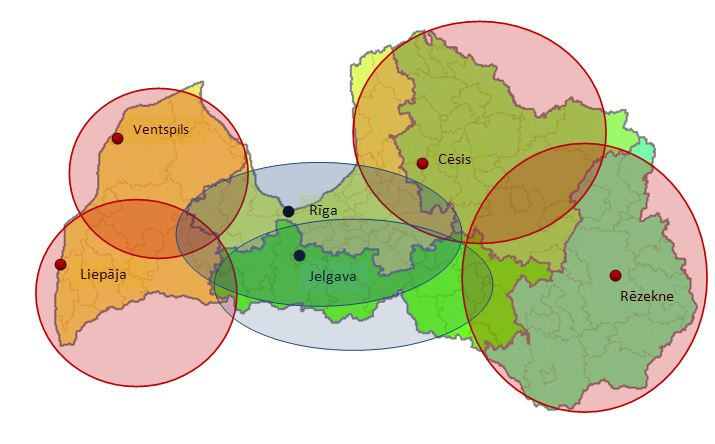 Ventspils
Cēsis
Rīga
Liepāja
Jelgava
Rēzekne